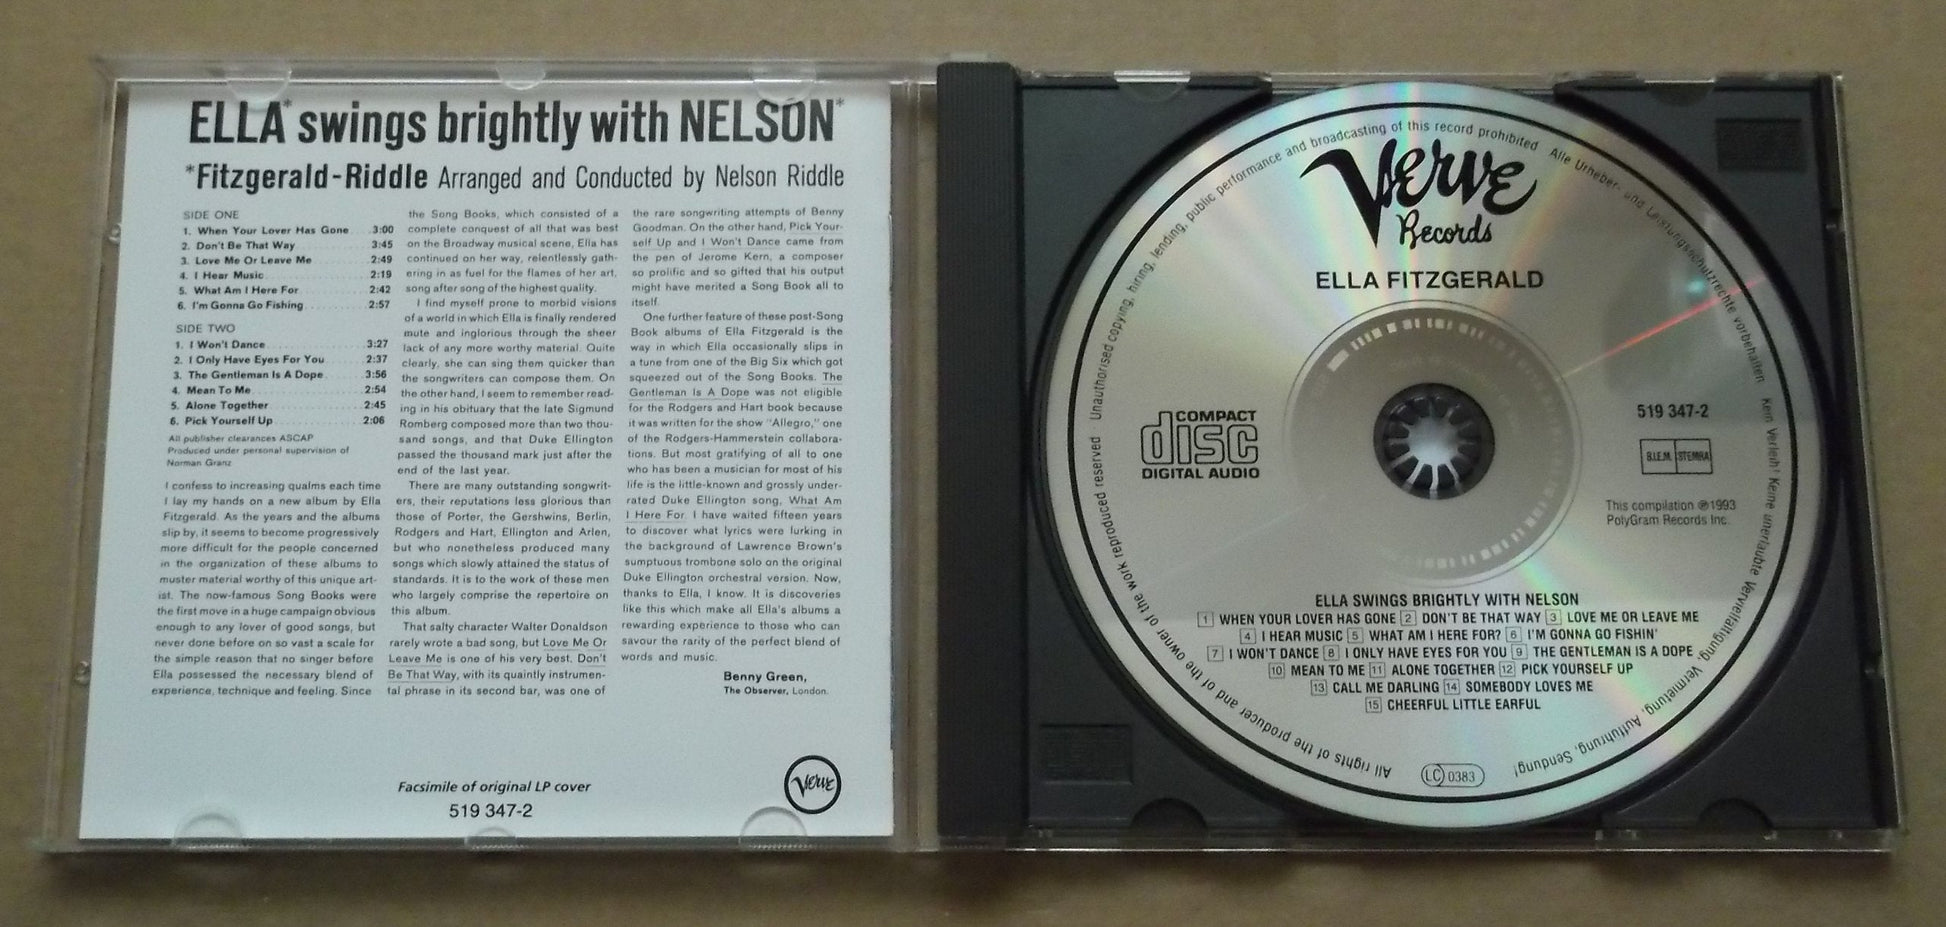 ELLA* swings brightly with NELSON*
*Fitzgerald-Riddle Arranged and Conducted by Nelson Riddle
SIDE ONE
1. When Your Lover Has Gone 3:00
2. Don't Be That Way 3:45
3. Love Me Or Leave Me 2:49
4. I Hear Music 2:19
5. What Am I Here For 2:42
6. I'm Gonna Go Fishing 2:57
SIDE TWO
1. I Won't Dance 3:27
2. I Only Have Eyes For You 2:37
3. The Gentleman Is A Dope 3:56
4. Mean To Me 2:54
5. Alone Together 2:45
6. Pick Yourself Up 2:06
All publisher clearances ASCAP
Produced under personal supervision of
Norman Granz
I confess to increasing qualms each time
I lay my hands on a new album by Ella
Fitzgerald. As the years and the albums
slip by, it seems to become progressively
more difficult for the people concerned
in the organization of these albums to
muster material worthy of this unique art-
ist. The now-famous Song Books were
the first move in a huge campaign obvious
enough to any lover of good songs, but
never done before on so vast a scale for
the simple reason that no singer before
Ella possessed the necessary blend of
experience, technique and feeling. Since
the Song Books, which consisted of a
complete conquest of all that was best
on the Broadway musical scene, Ella has
continued on her way, relentlessly gath-
ering in as fuel for the flames of her art,
song after song of the highest quality.
I find myself prone to morbid visions
of a world in which Ella is finally rendered
mute and inglorious through the sheer
lack of any more worthy material. Quite
clearly, she can sing them quicker than
the songwriters can compose them. On
the other hand, I seem to remember read-
ing in his obituary that the late Sigmund
Romberg composed more than two thou-
sand songs, and that Duke Ellington
passed the thousand mark just after the
end of the last year.
There are many outstanding songwrit-
ers, their reputations less glorious than
those of Porter, the Gershwins, Berlin,
Rodgers and Hart, Ellington and Arlen,
but who nonetheless produced many
songs which slowly attained the status of
standards. It is to the work of these men
who largely comprise the repertoire on
this album.
That salty character Walter Donaldson
rarely wrote a bad song, but Love Me Or
Leave Me is one of his very best. Don't
Be That Way, with its quaintly instrumen-
tal phrase in its second bar, was one of
the rare songwriting attempts of Benny
Goodman. On the other hand, Pick Your-
self Up and I Won't Dance came from
the pen of Jerome Kern, a composer
so prolific and so gifted that his output
might have merited a Song Book all to
itself.
One further feature of these post-Song
Book albums of Ella Fitzgerald is the
way in which Ella occasionally slips in
a tune from one of the Big Six which got
squeezed out of the Song Books. The
Gentleman Is A Dope was not eligible
for the Rodgers and Hart book because
it was written for the show "Allegro," one
of the Rodgers-Hammerstein collabora-
tions. But most gratifying of all to one
who has been a musician for most of his
life is the little-known and grossly under-
rated Duke Ellington song, What Am
I Here For. I have waited fifteen years
to discover what lyrics were lurking in
the background of Lawrence Brown's
sumptuous trombone solo on the original
Duke Ellington orchestral version. Now,
thanks to Ella, I know. It is discoveries
like this which make all Ella's albums a
rewarding experience to those who can
savour the rarity of the perfect blend of
words and music.
Benny Green,
The Observer, London.
Facsimile of original LP cover
519 347-2
Verve
Verve
Records
ELLA FITZGERALD
COMPACT
disc
DIGITAL AUDIO
519 347-2
B.I.E.M. STEMRA
This compilation ℗1993
PolyGram Records Inc.
ELLA SWINGS BRIGHTLY WITH NELSON
1 WHEN YOUR LOVER HAS GONE 2 DON'T BE THAT WAY 3 LOVE ME OR LEAVE ME
4 I HEAR MUSIC 5 WHAT AM I HERE FOR? 6 I'M GONNA GO FISHIN'
7 I WON'T DANCE 8 I ONLY HAVE EYES FOR YOU 9 THE GENTLEMAN IS A DOPE
10 MEAN TO ME 11 ALONE TOGETHER 12 PICK YOURSELF UP
13 CALL ME DARLING 14 SOMEBODY LOVES ME
15 CHEERFUL LITTLE EARFUL
LC 0383
All rights of the producer and of the owner of the work reproduced reserved Unauthorised copying, hiring, lending, public performance and broadcasting of this record prohibited Alle Urheber- und Leistungsschutzrechte vorbehalten Kein Verleih! Keine unerlaubte Vervielfältigung, Vermietung, Aufführung, Sendung!